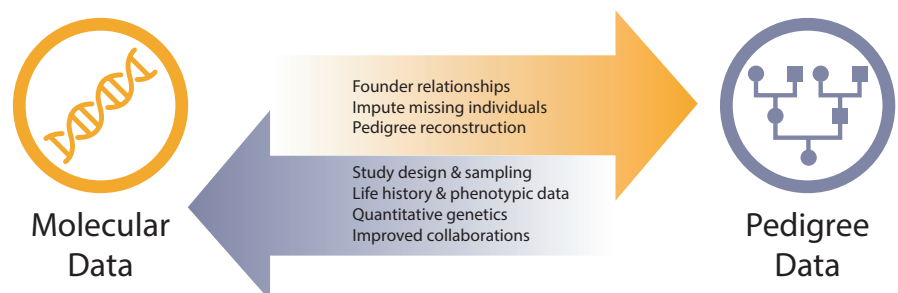 Founder relationships
Impute missing individuals
Pedigree reconstruction
Study design & sampling
Life history & phenotypic data
Quantitative genetics
Improved collaborations
Molecular
Data
Pedigree
Data